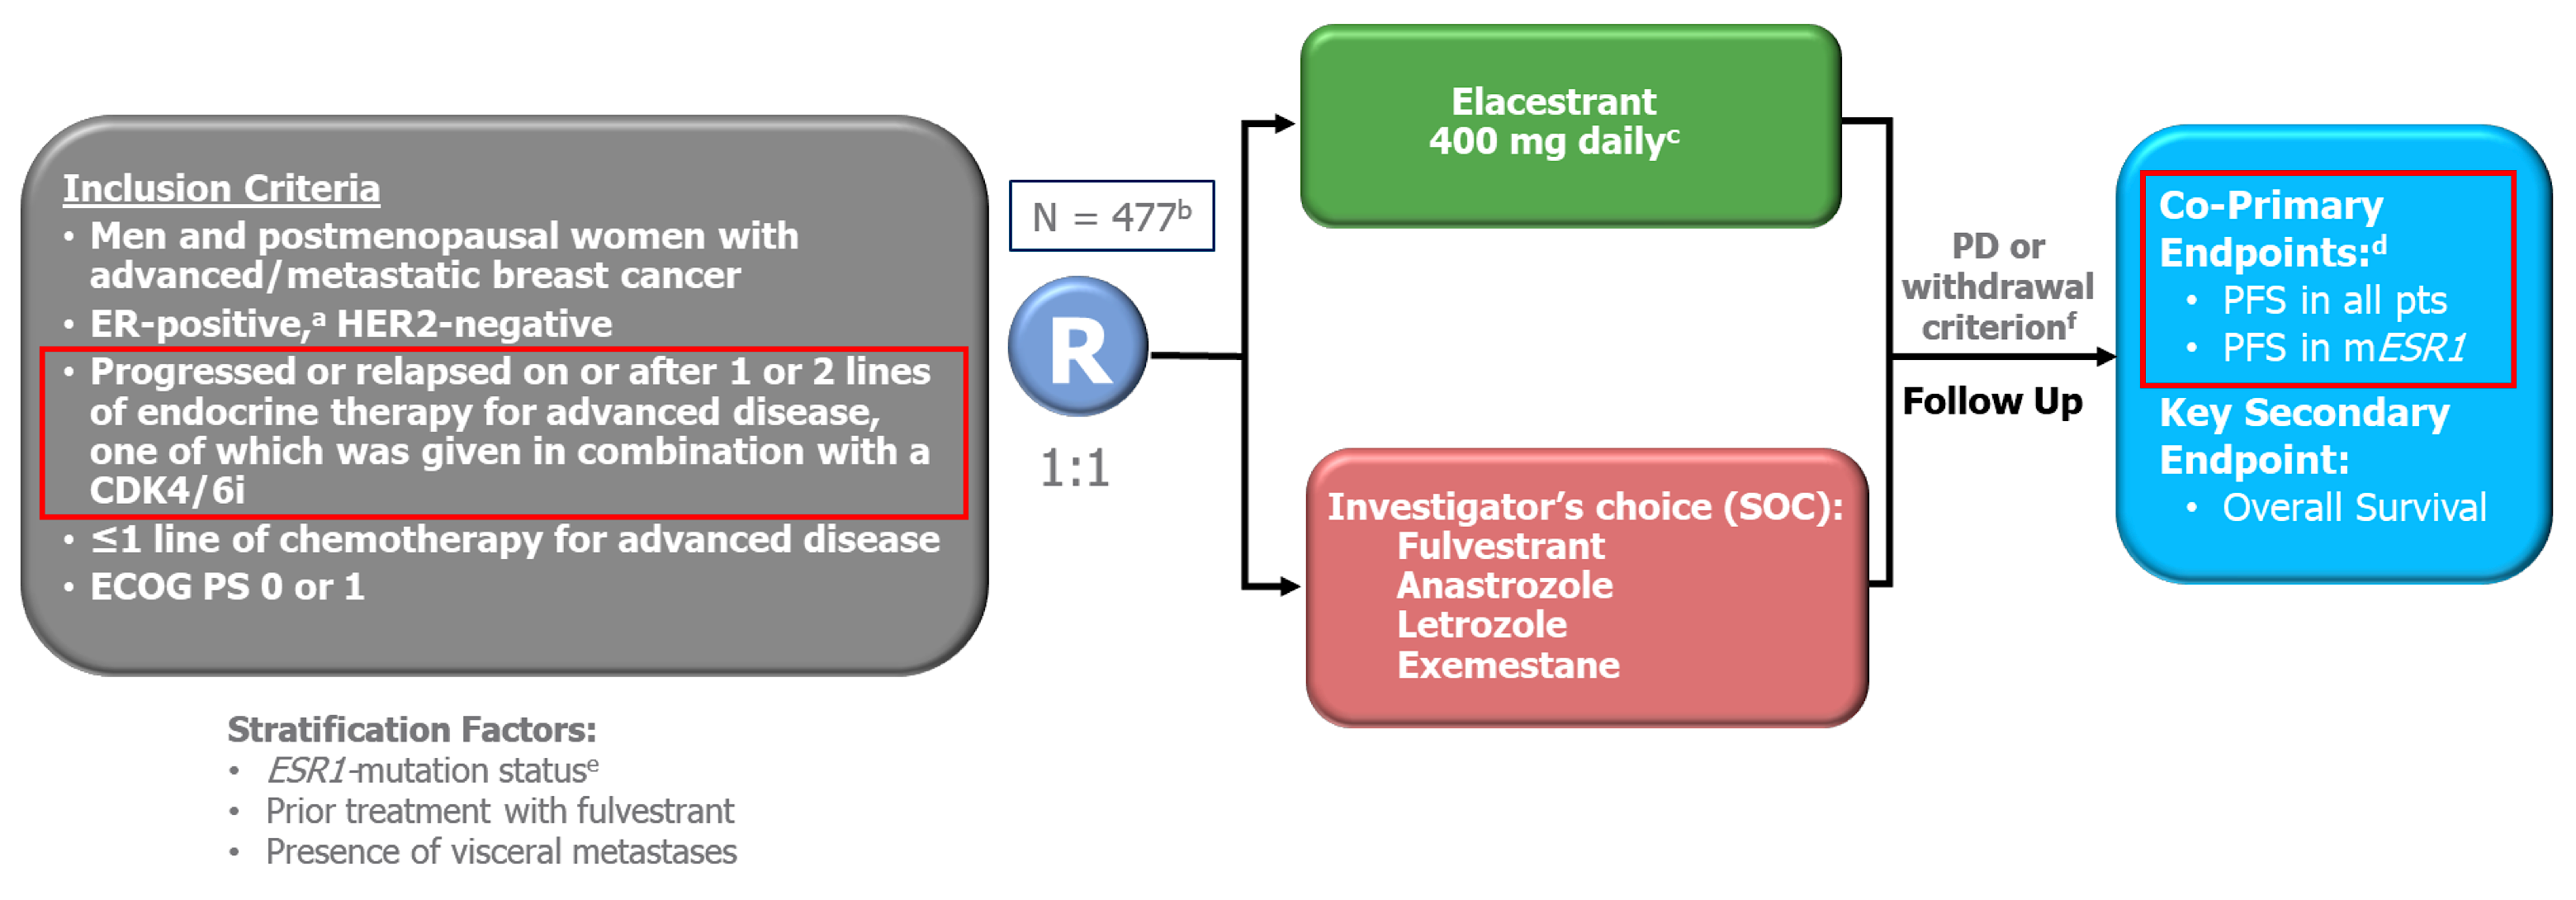 Inclusion Criteria
• Men and postmenopausal women with
advanced/metastatic breast cancer
• ER-positive,ᵃ HER2-negative
• Progressed or relapsed on or after 1 or 2 lines
of endocrine therapy for advanced disease,
one of which was given in combination with a
CDK4/6i
• ≤1 line of chemotherapy for advanced disease
• ECOG PS 0 or 1
Stratification Factors:
• ESR1-mutation statusᵉ
• Prior treatment with fulvestrant
• Presence of visceral metastases
N = 477ᵇ
R
1:1
Elacestrant
400 mg dailyᶜ
Investigator’s choice (SOC):
Fulvestrant
Anastrozole
Letrozole
Exemestane
PD or
withdrawal
criterionᶠ
Follow Up
Co-Primary
Endpoints:ᵈ
• PFS in all pts
• PFS in mESR1
Key Secondary
Endpoint:
• Overall Survival